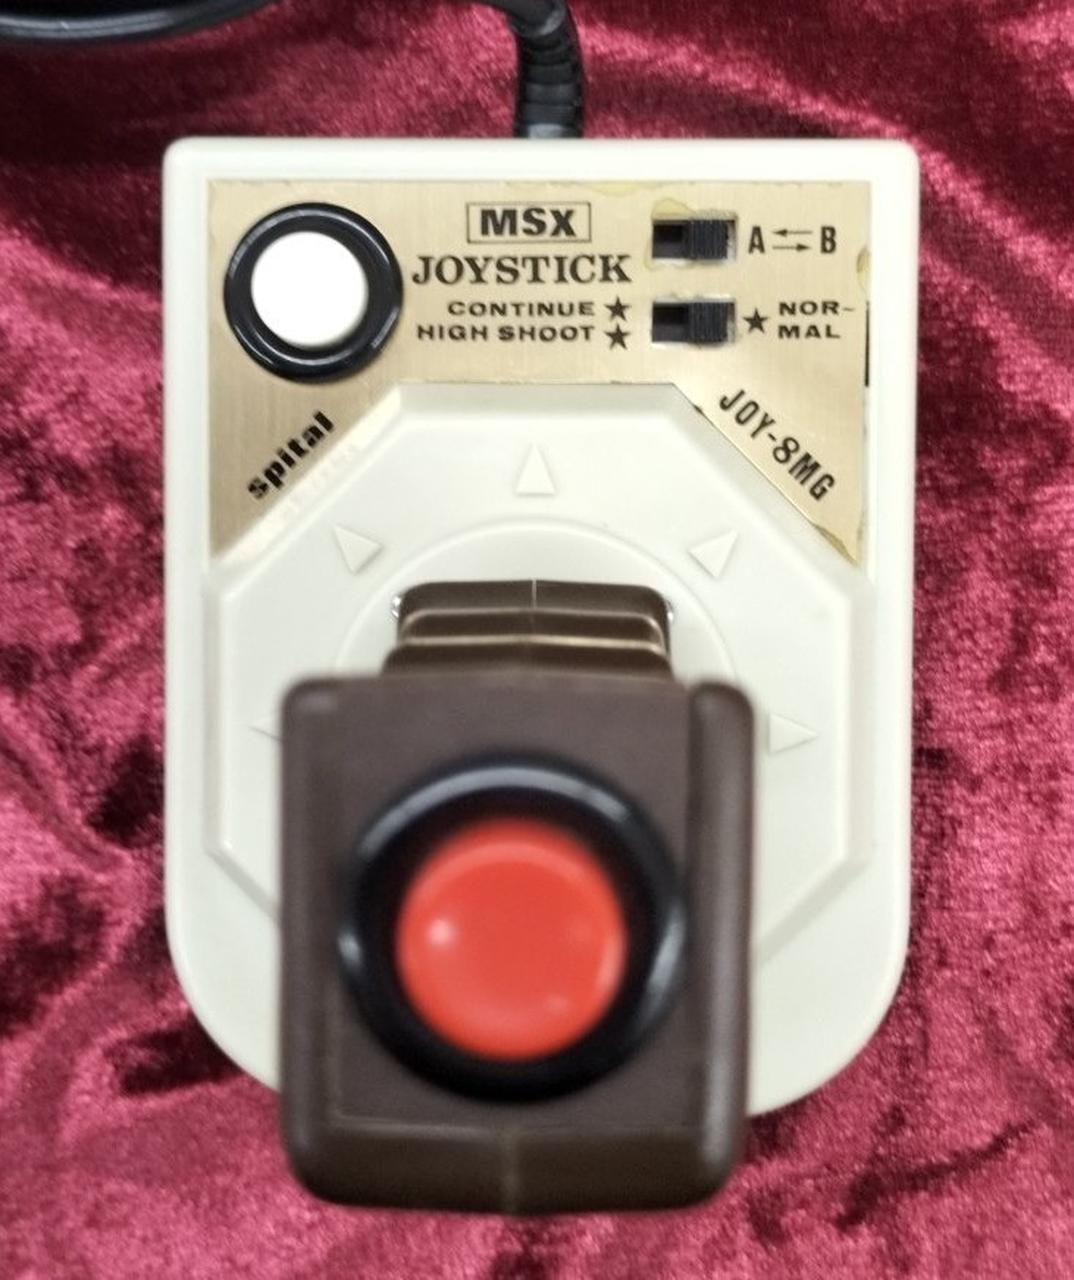 MSX
JOYSTICK
A ⇆ B
CONTINUE ★
HIGH SHOOT ★
★ NOR-
MAL
spital
JOY-8MG